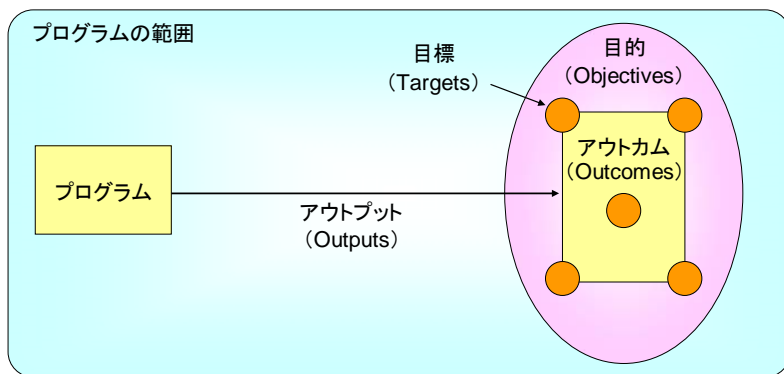 プログラムの範囲
目標
（Targets）
目的
（Objectives）
アウトカム
（Outcomes）
プログラム
アウトプット
（Outputs）